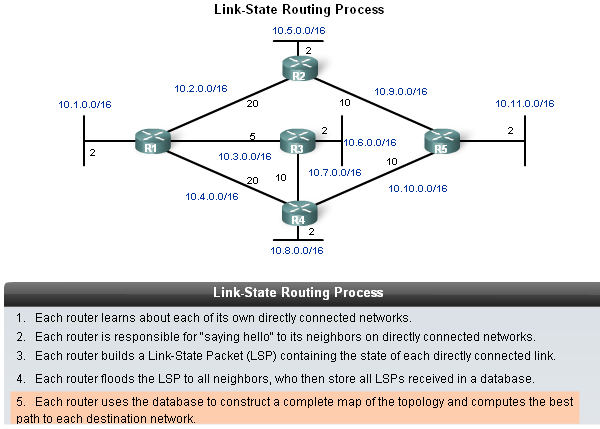 Link-State Routing Process
10.5.0.0/16
2
R2
10.2.0.0/16
10.9.0.0/16
20
10
10.1.0.0/16
10.11.0.0/16
5
2
2
R1
R3
10.6.0.0/16
R5
2
10.3.0.0/16
10
10.7.0.0/16
10
20
10.4.0.0/16
10.10.0.0/16
R4
2
10.8.0.0/16
Link-State Routing Process
1. Each router learns about each of its own directly connected networks.
2. Each router is responsible for "saying hello" to its neighbors on directly connected networks.
3. Each router builds a Link-State Packet (LSP) containing the state of each directly connected link.
4. Each router floods the LSP to all neighbors, who then store all LSPs received in a database.
5. Each router uses the database to construct a complete map of the topology and computes the best
path to each destination network.